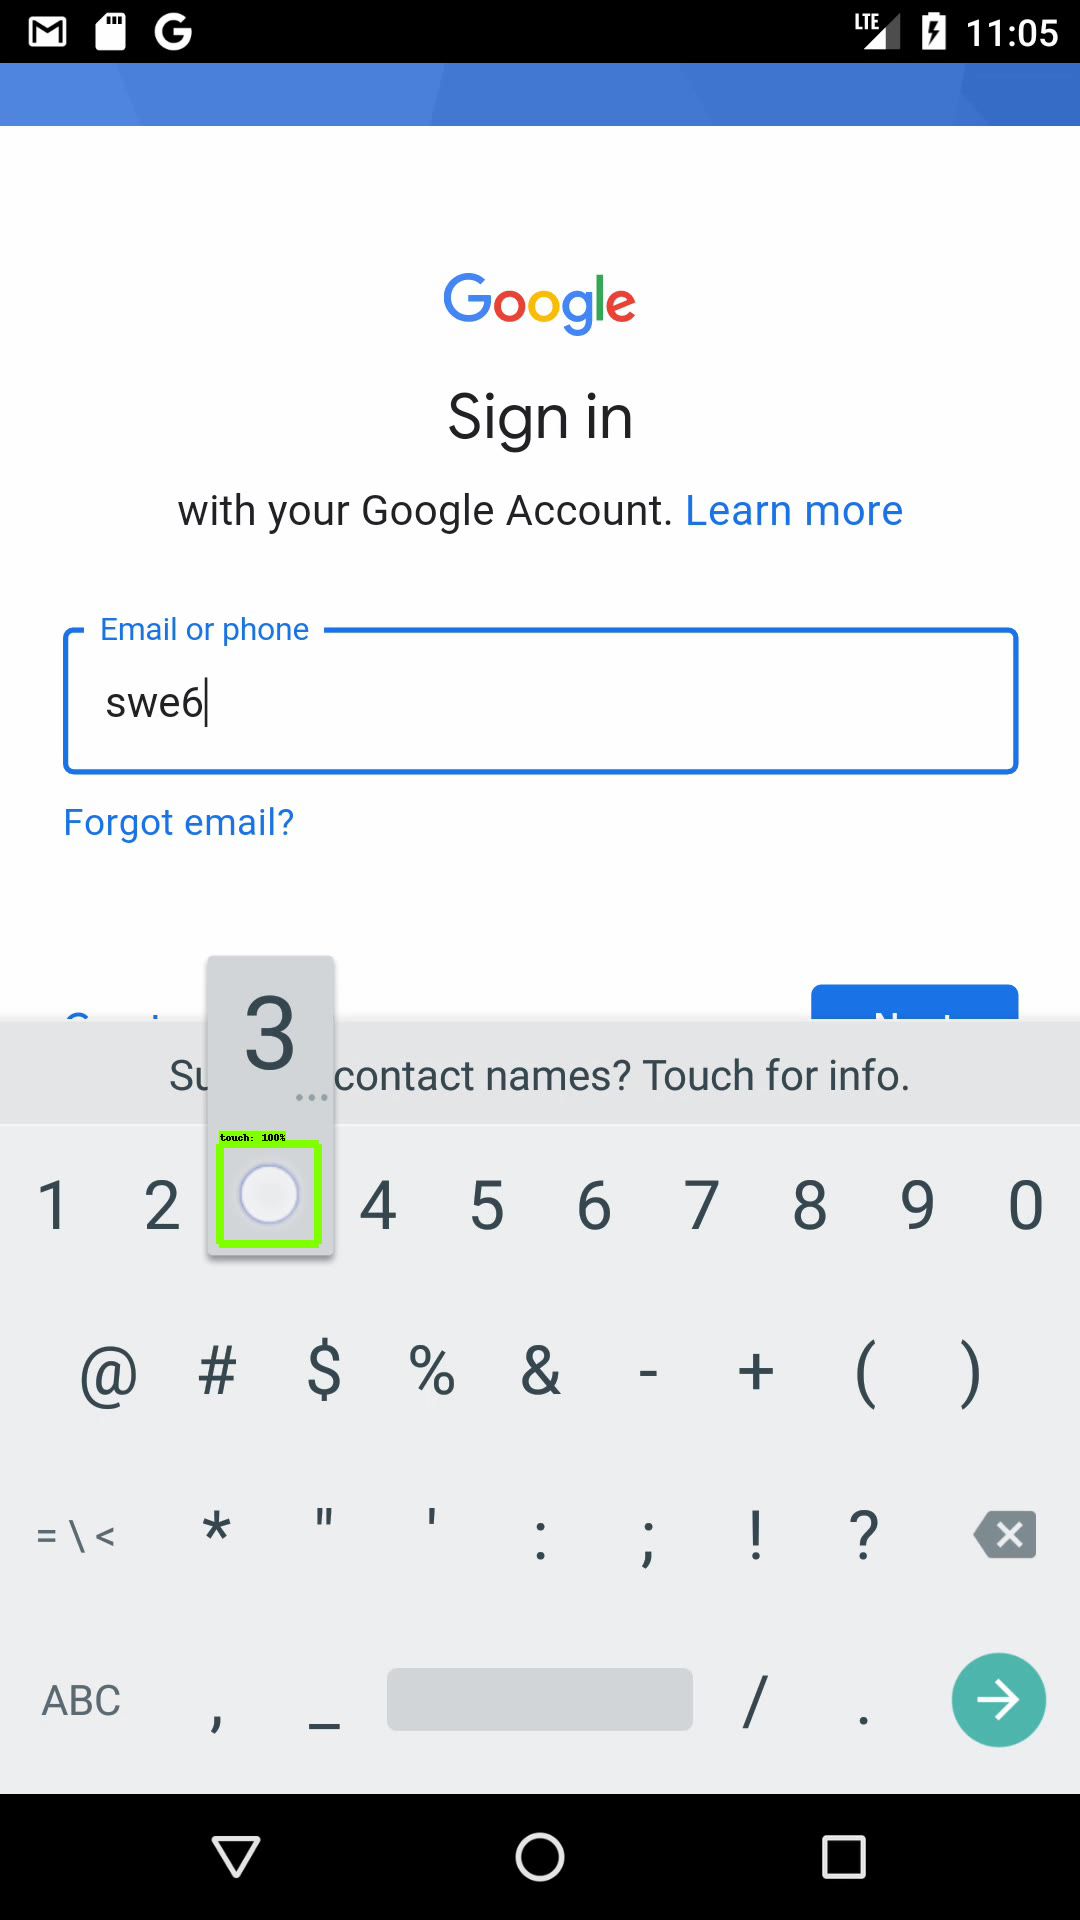 LTE 11:05
Google
Sign in
with your Google Account. Learn more
Email or phone
swe6
Forgot email?
3
Su contact names? Touch for info.
touch: 100%
1 2 4 5 6 7 8 9 0
@ # $ % & - + ( )
= \ < * " ' : ; ! ?
ABC , _ / .